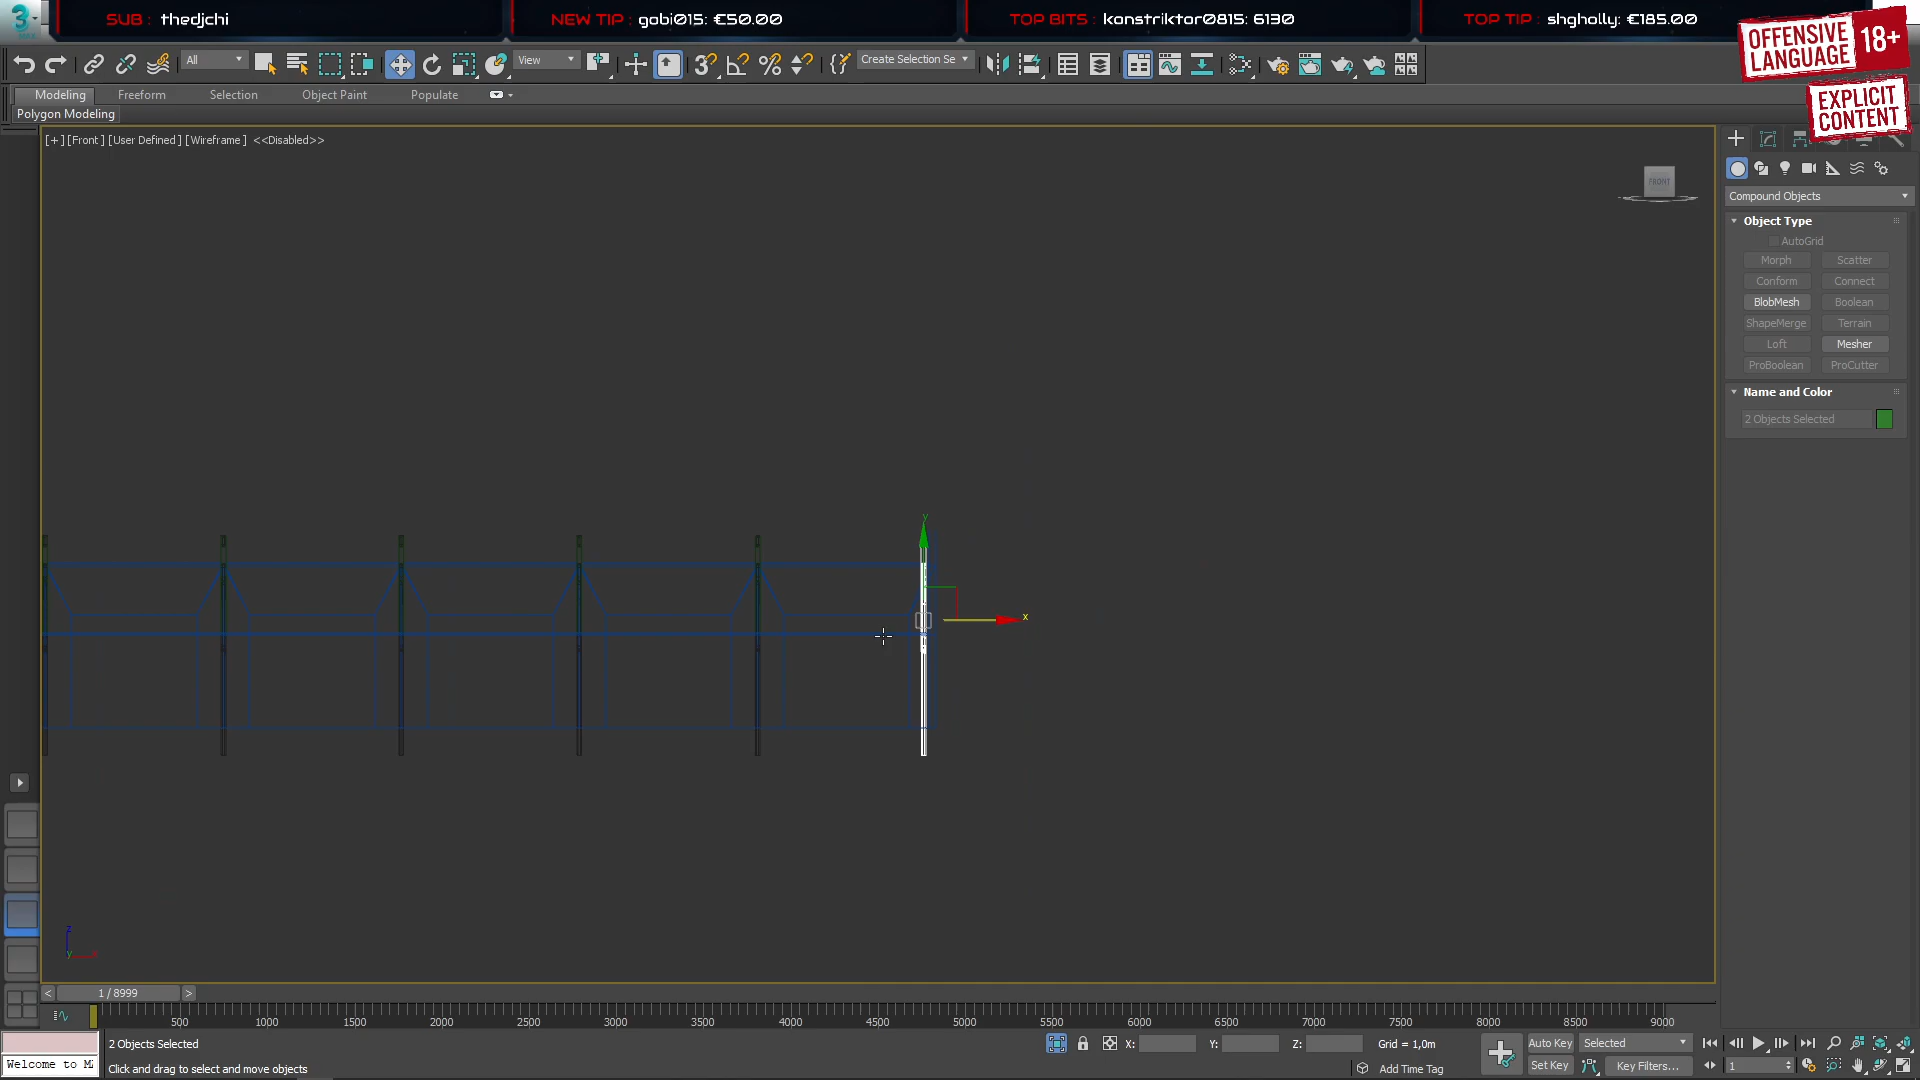 SUB : thedjchi
NEW TIP : gobi015: €50.00
TOP BITS : konstriktor0815: 6130
TOP TIP : shgholly: €185.00
OFFENSIVE LANGUAGE 18+
EXPLICIT CONTENT
3
All
View
Create Selection Se
Modeling
Freeform
Selection
Object Paint
Populate
Polygon Modeling
[+] [Front] [User Defined] [Wireframe] <<Disabled>>
FRONT
Compound Objects
Object Type
AutoGrid
Morph
Scatter
Conform
Connect
BlobMesh
Boolean
ShapeMerge
Terrain
Loft
Mesher
ProBoolean
ProCutter
Name and Color
2 Objects Selected
y
x
z
y
< 1 / 8999 >
500 1000 1500 2000 2500 3000 3500 4000 4500 5000 5500 6000 6500 7000 7500 8000 8500 9000
2 Objects Selected
X:
Y:
Z:
Grid = 1,0m
Auto Key
Selected
Welcome to M
Click and drag to select and move objects
Add Time Tag
Set Key
Key Filters...
1